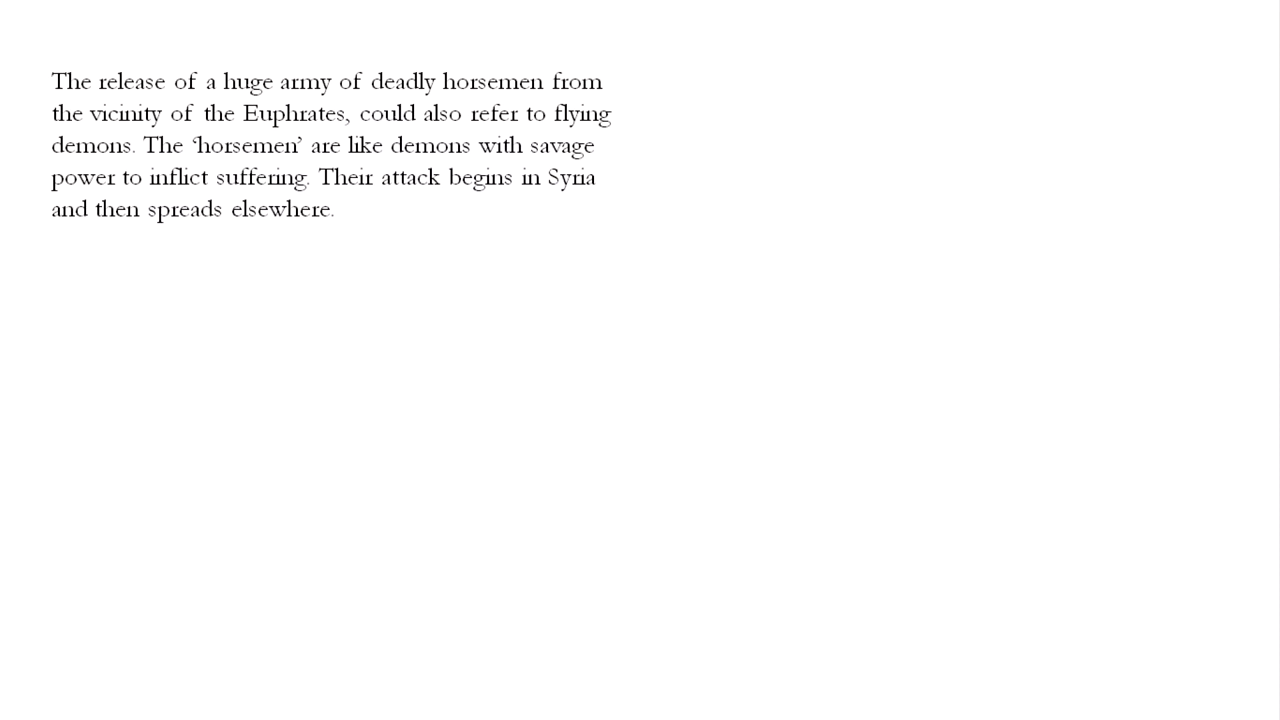 The release of a huge army of deadly horsemen from
the vicinity of the Euphrates, could also refer to flying
demons. The ‘horsemen’ are like demons with savage
power to inflict suffering. Their attack begins in Syria
and then spreads elsewhere.